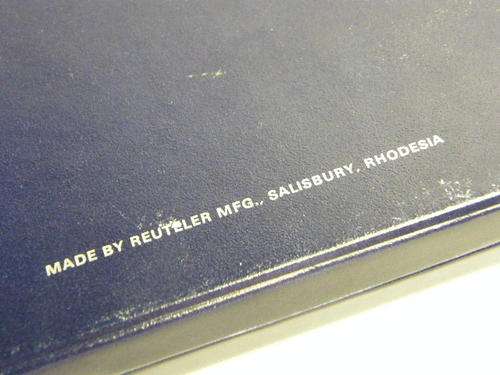 MADE BY REUTELER MFG., SALISBURY, RHODESIA